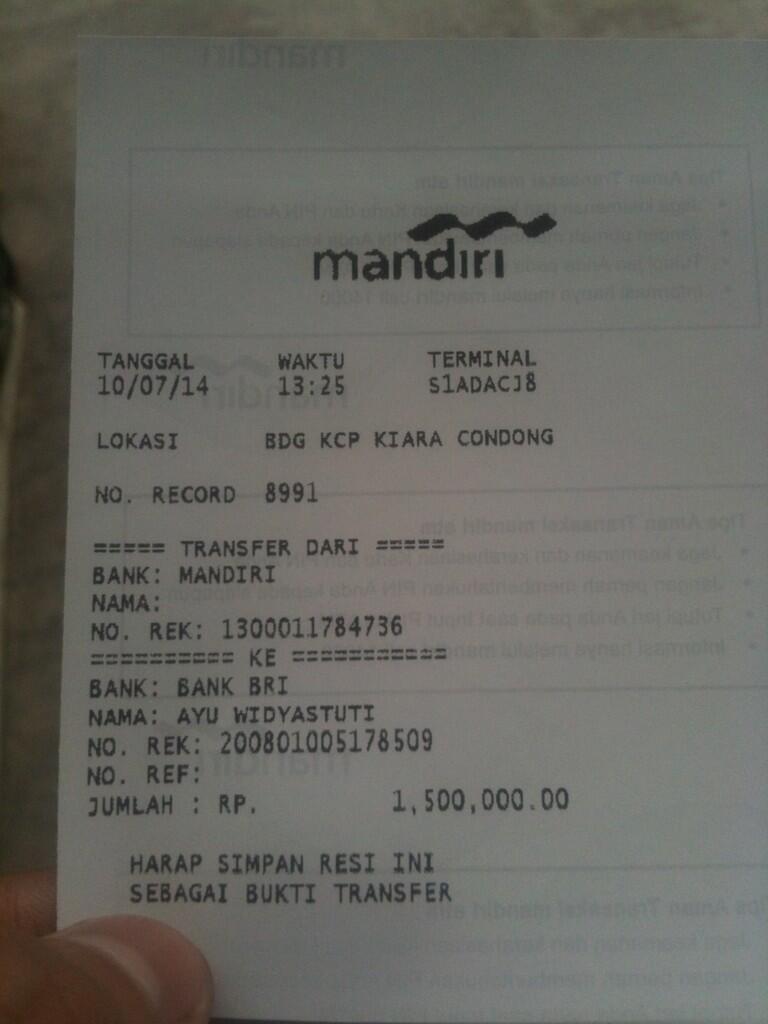 mandiri
TANGGAL WAKTU TERMINAL
10/07/14 13:25 S1ADACJ8
LOKASI BDG KCP KIARA CONDONG
NO. RECORD 8991
===== TRANSFER DARI =====
BANK: MANDIRI
NAMA:
NO. REK: 1300011784736
========== KE ===========
BANK: BANK BRI
NAMA: AYU WIDYASTUTI
NO. REK: 200801005178509
NO. REF:
JUMLAH : RP. 1,500,000.00
HARAP SIMPAN RESI INI
SEBAGAI BUKTI TRANSFER